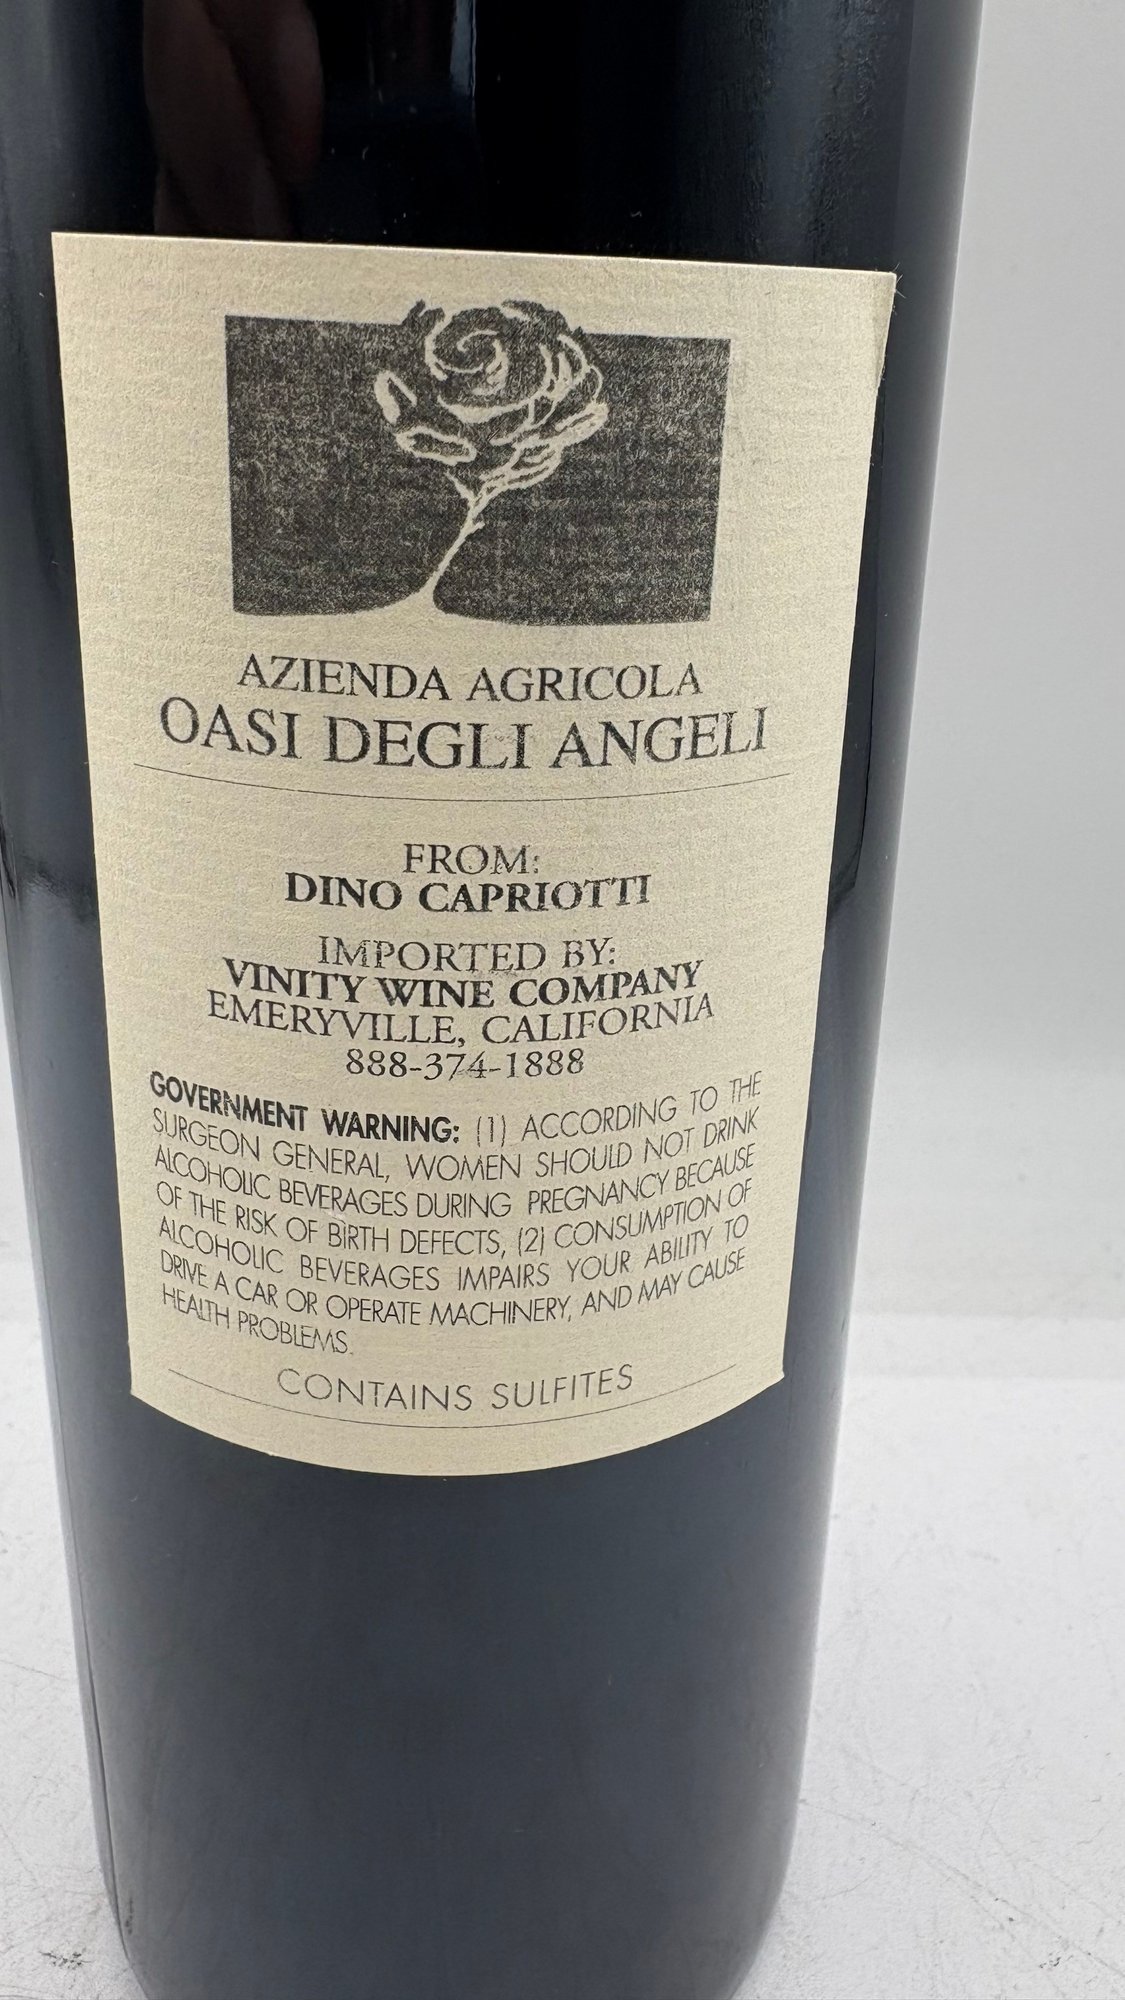 AZIENDA AGRICOLA
OASI DEGLI ANGELI
FROM:
DINO CAPRIOTTI
IMPORTED BY:
VINITY WINE COMPANY
EMERYVILLE, CALIFORNIA
888-374-1888
GOVERNMENT WARNING: (1) ACCORDING TO THE
SURGEON GENERAL, WOMEN SHOULD NOT DRINK
ALCOHOLIC BEVERAGES DURING PREGNANCY BECAUSE
OF THE RISK OF BIRTH DEFECTS, (2) CONSUMPTION OF
ALCOHOLIC BEVERAGES IMPAIRS YOUR ABILITY TO
DRIVE A CAR OR OPERATE MACHINERY, AND MAY CAUSE
HEALTH PROBLEMS.
CONTAINS SULFITES